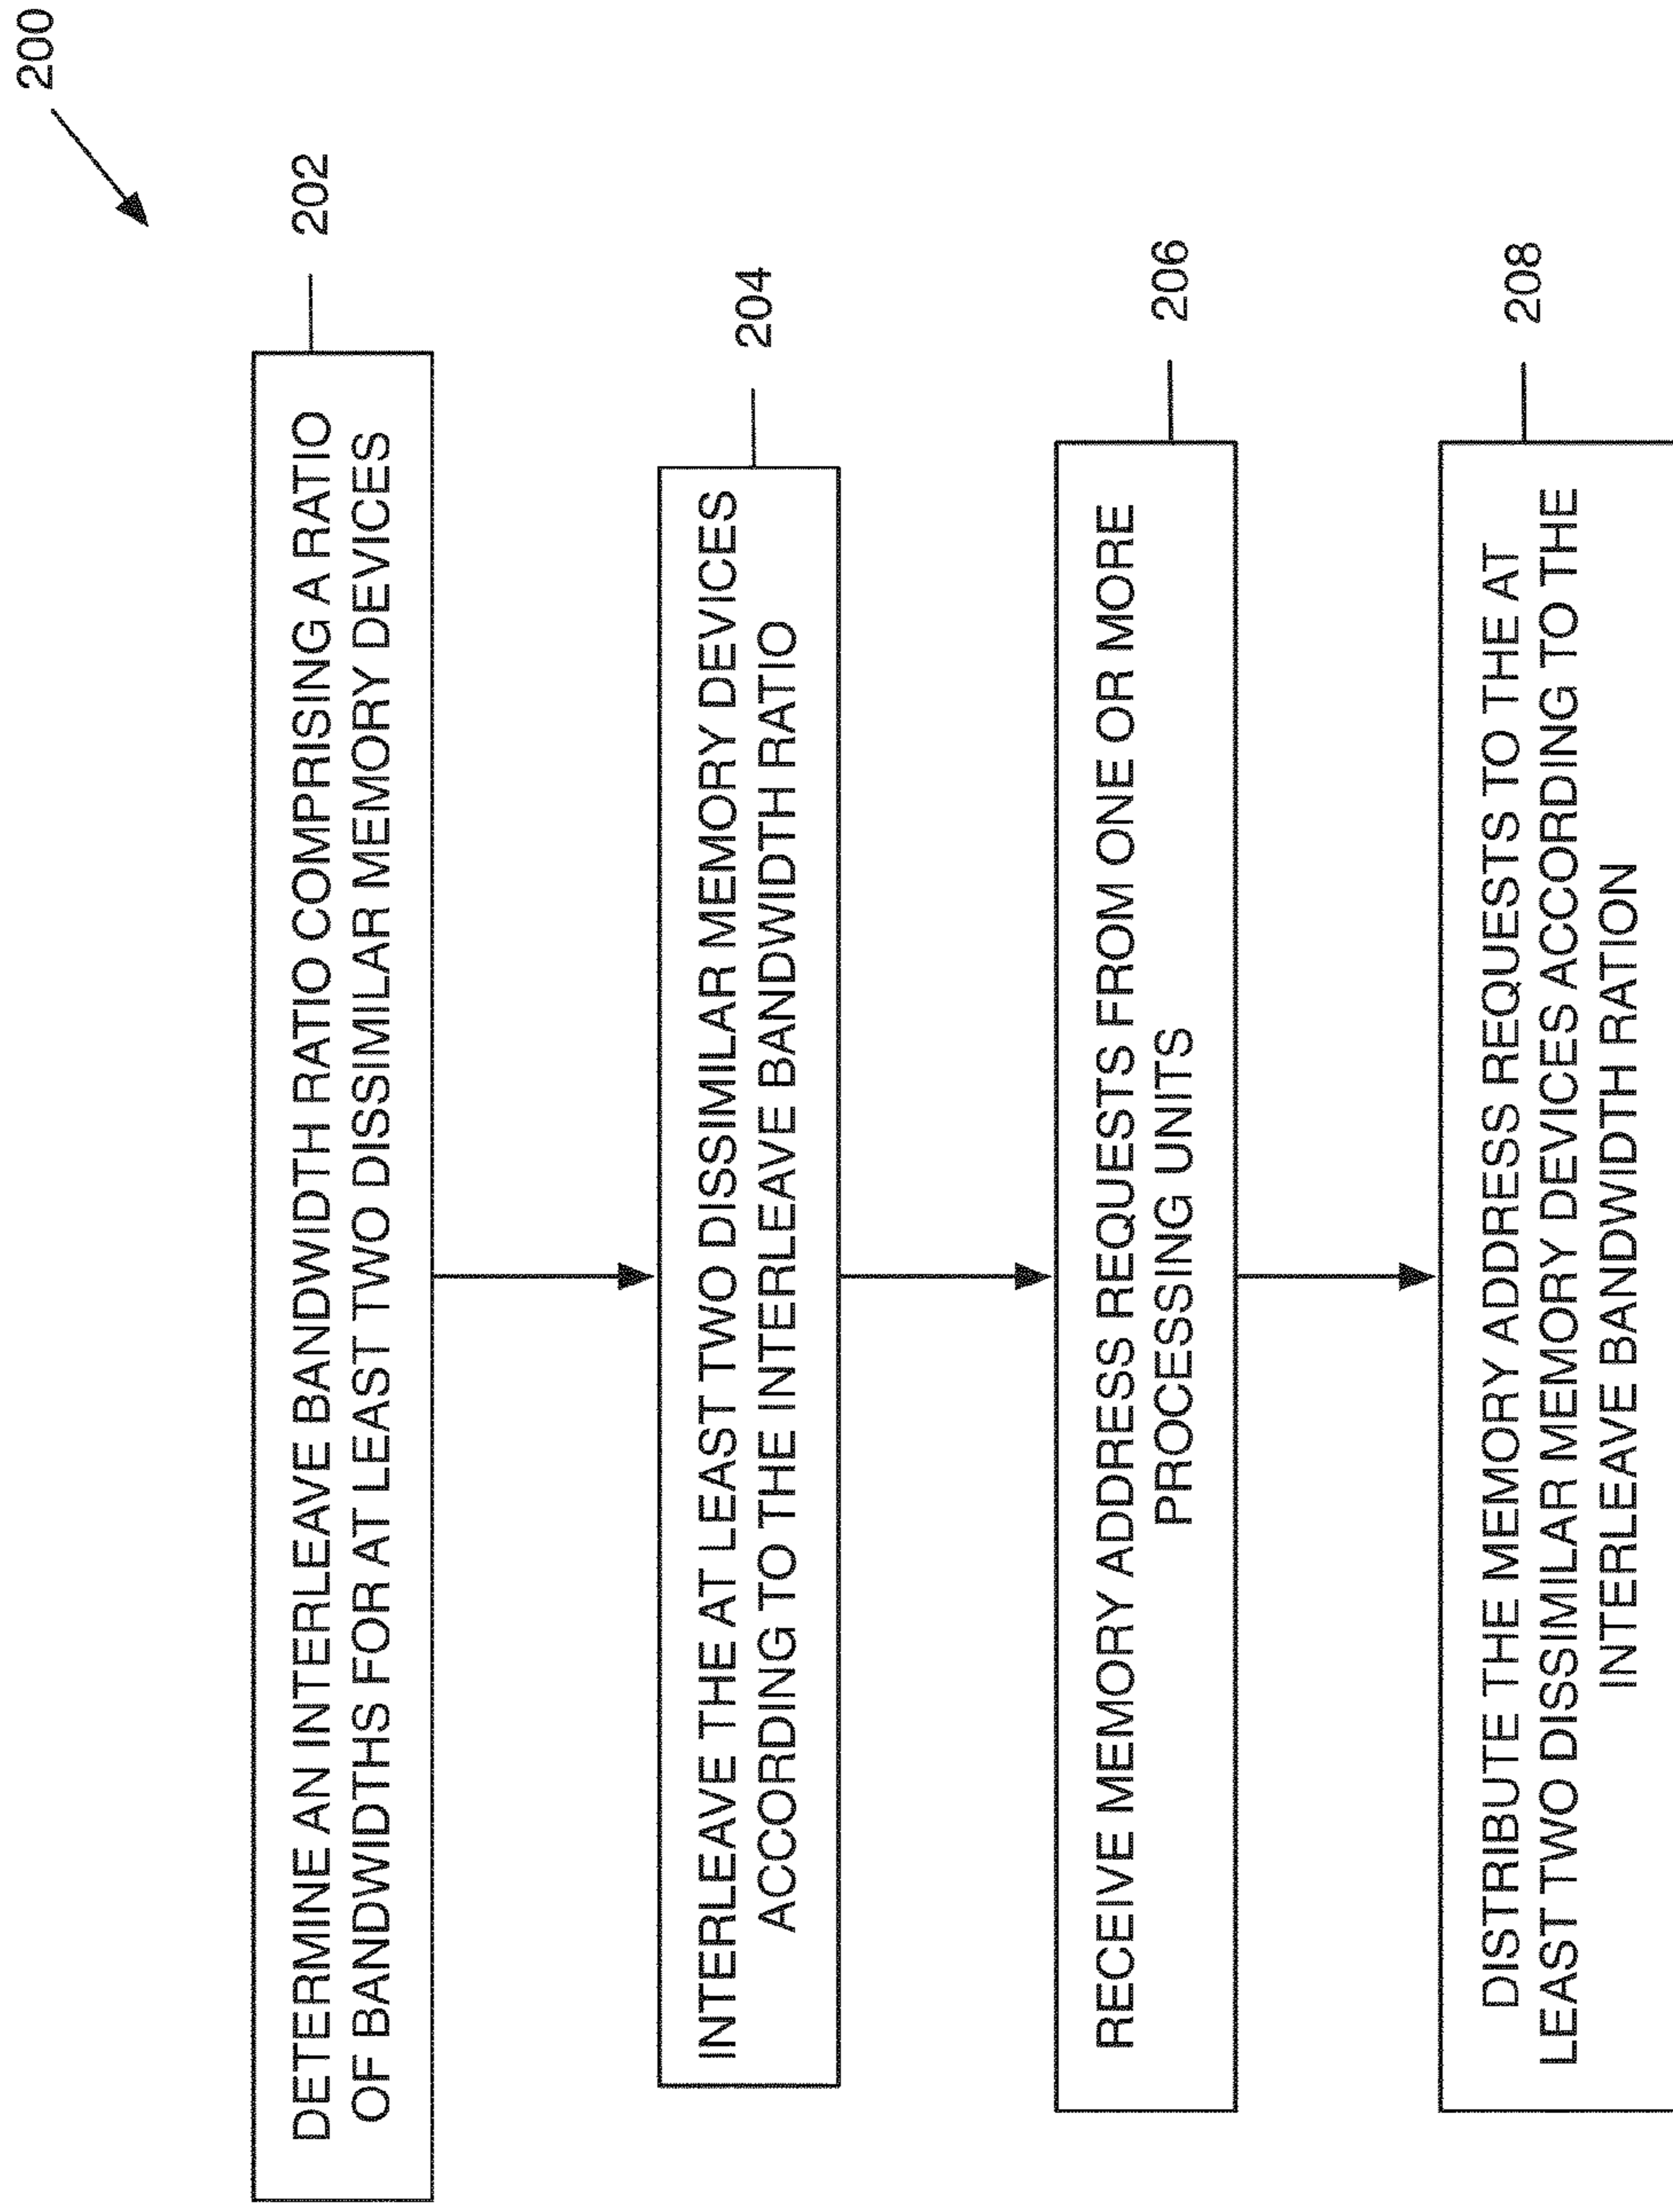 200
DETERMINE AN INTERLEAVE BANDWIDTH RATIO COMPRISING A RATIO
OF BANDWIDTHS FOR AT LEAST TWO DISSIMILAR MEMORY DEVICES
202
INTERLEAVE THE AT LEAST TWO DISSIMILAR MEMORY DEVICES
ACCORDING TO THE INTERLEAVE BANDWIDTH RATIO
204
RECEIVE MEMORY ADDRESS REQUESTS FROM ONE OR MORE
PROCESSING UNITS
206
DISTRIBUTE THE MEMORY ADDRESS REQUESTS TO THE AT
LEAST TWO DISSIMILAR MEMORY DEVICES ACCORDING TO THE
INTERLEAVE BANDWIDTH RATION
208